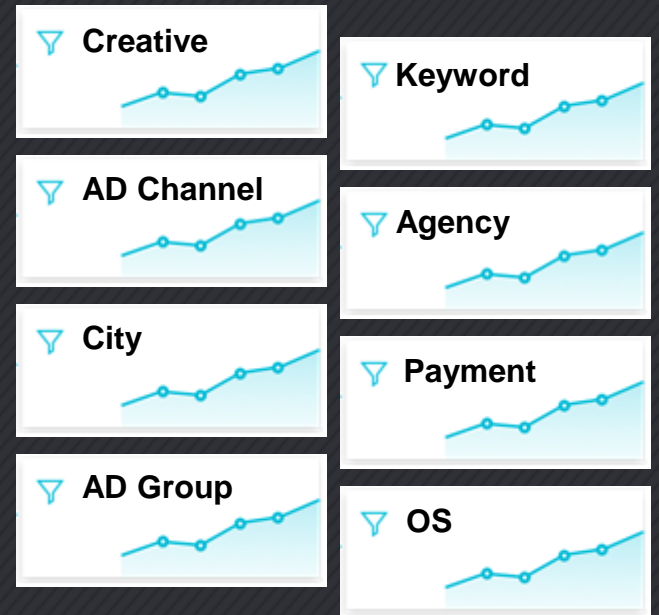 Creative
AD Channel
City
AD Group
Keyword
Agency
Payment
OS